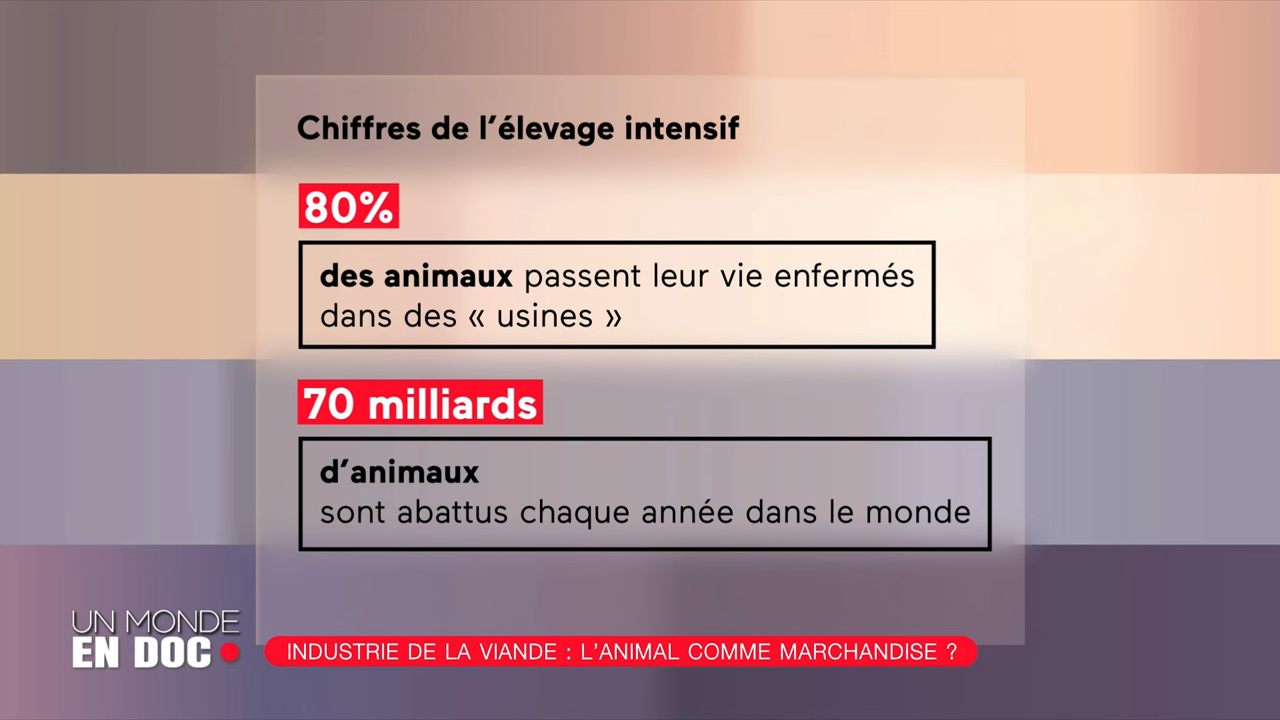 Chiffres de l’élevage intensif
80%
des animaux passent leur vie enfermés
dans des « usines »
70 milliards
d’animaux
sont abattus chaque année dans le monde
UN MONDE
EN DOC
INDUSTRIE DE LA VIANDE : L’ANIMAL COMME MARCHANDISE ?